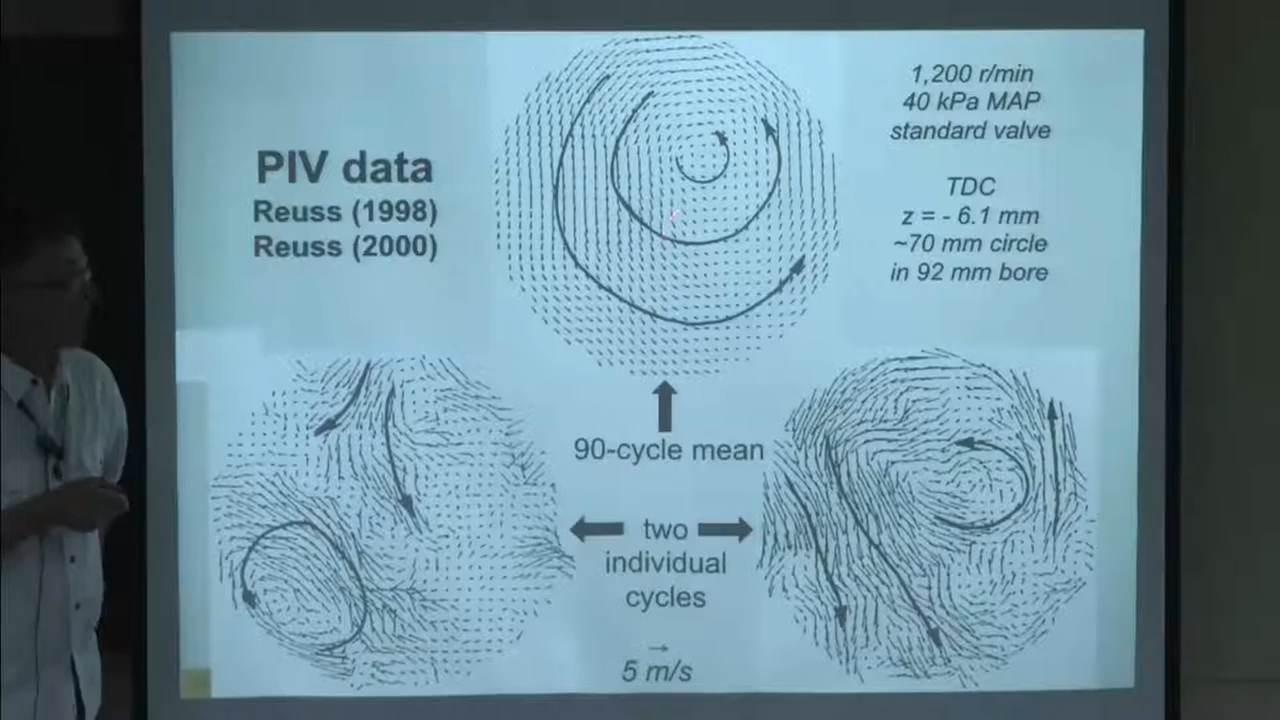 PIV data
Reuss (1998)
Reuss (2000)
1,200 r/min
40 kPa MAP
standard valve
TDC
z = - 6.1 mm
~70 mm circle
in 92 mm bore
90-cycle mean
two
individual
cycles
5 m/s